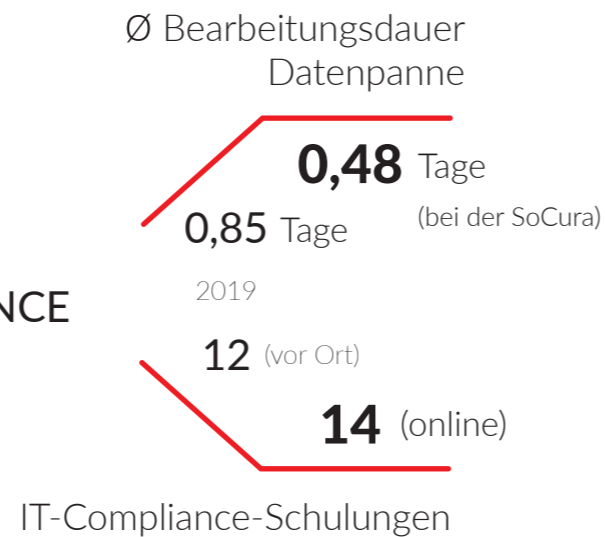 Ø Bearbeitungsdauer
Datenpanne
0,48 Tage
(bei der SoCura)
0,85 Tage
2019
NCE
12 (vor Ort)
14 (online)
IT-Compliance-Schulungen